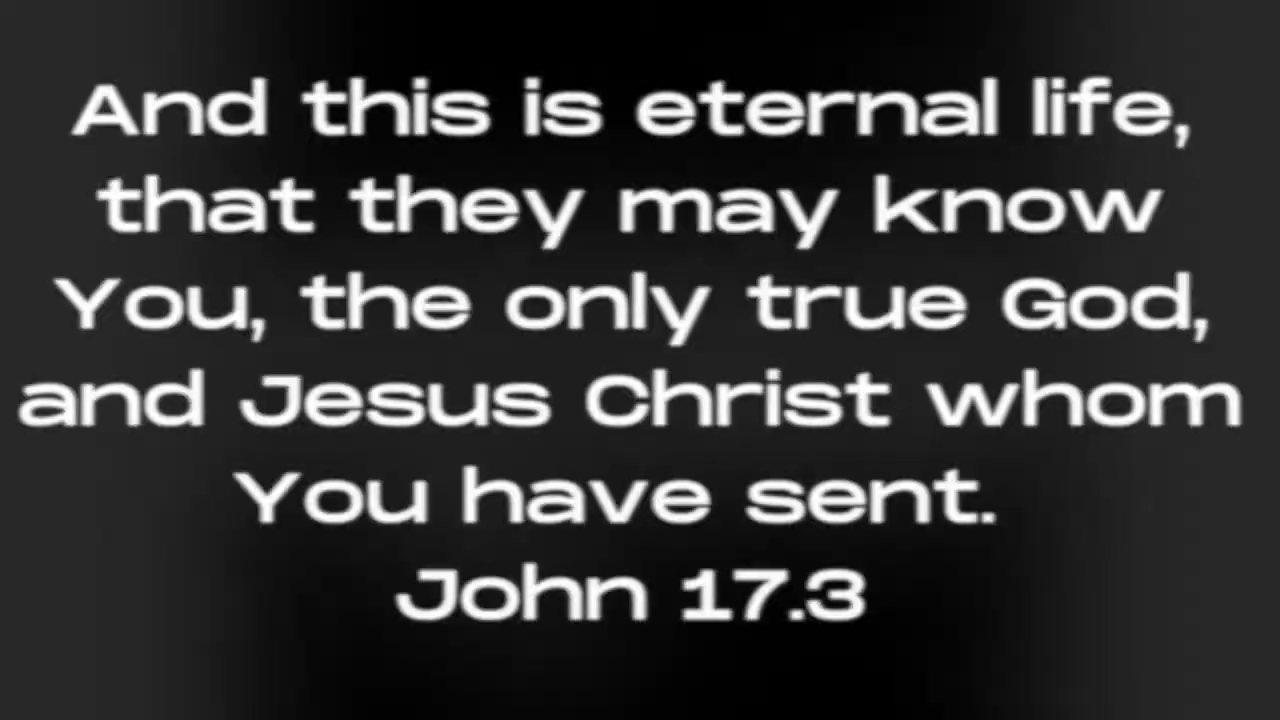 And this is eternal life,
that they may know
You, the only true God,
and Jesus Christ whom
You have sent.
John 17.3